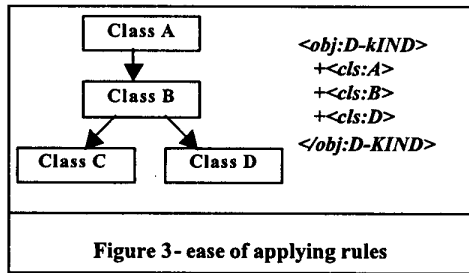 Class A
Class B
Class C
Class D
<obj:D-kIND>
+<cls:A>
+<cls:B>
+<cls:D>
</obj:D-KIND>
Figure 3- ease of applying rules